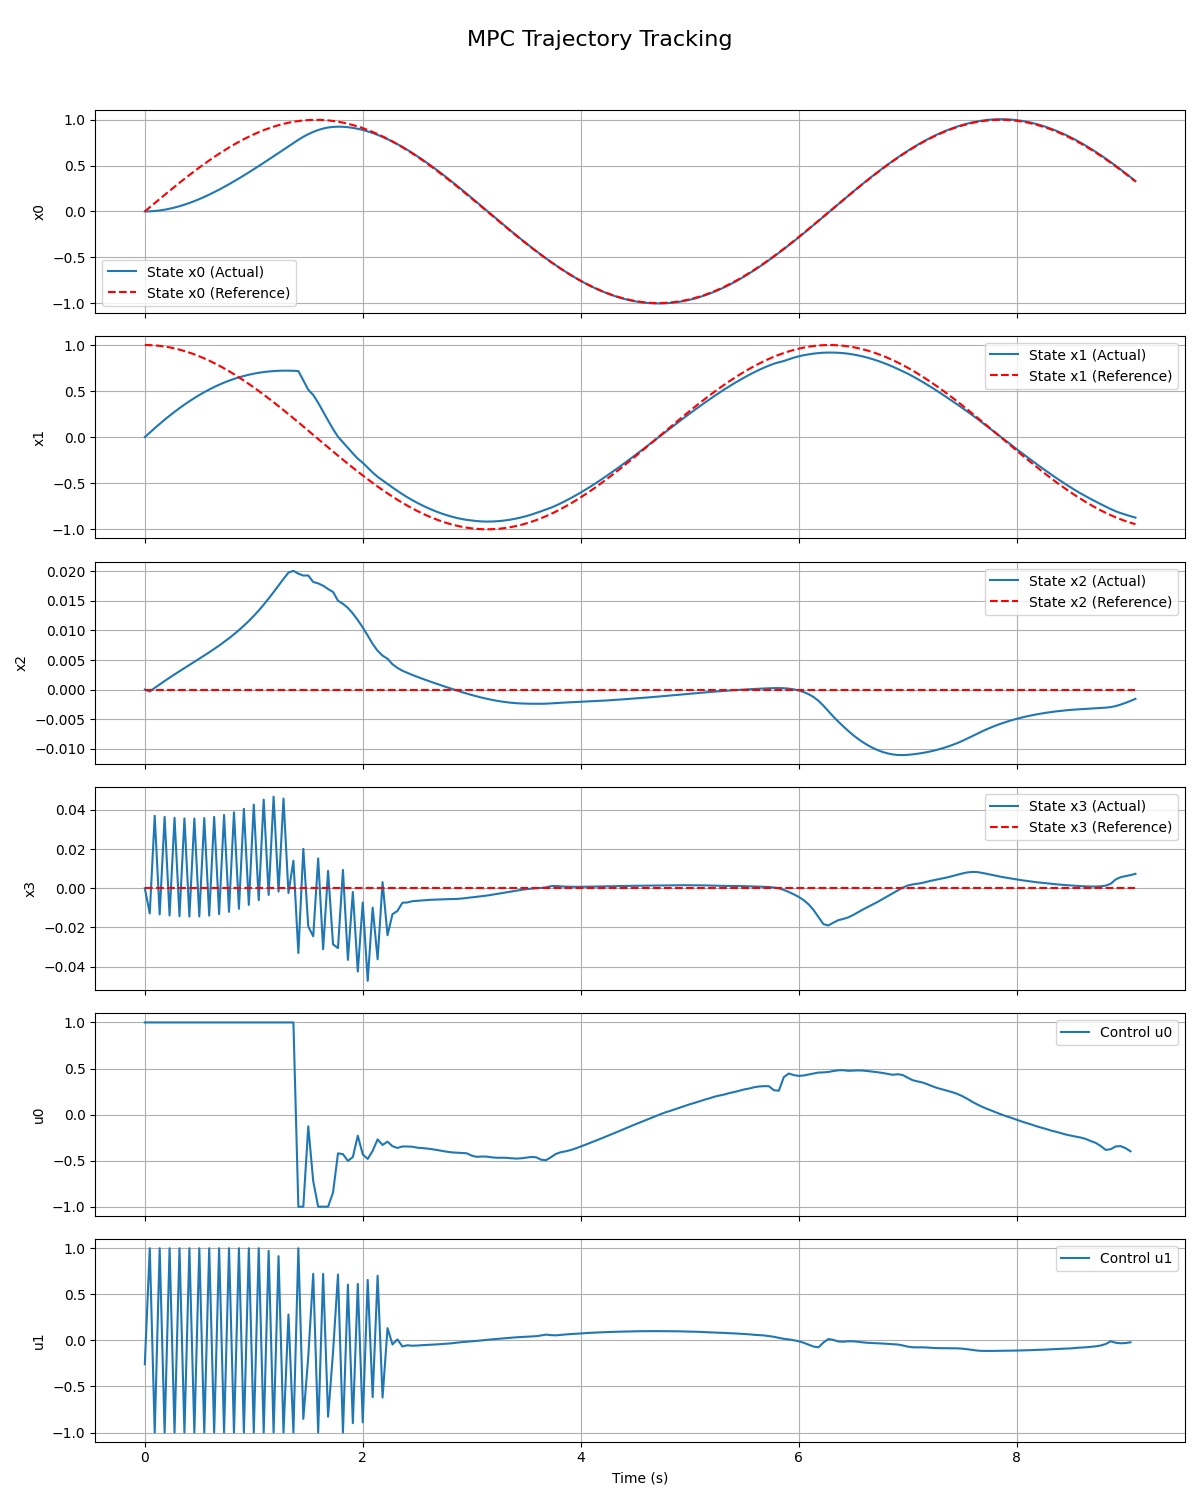 MPC Trajectory Tracking
1.0
0.5
0.0
−0.5
−1.0
x0
State x0 (Actual)
State x0 (Reference)
1.0
0.5
0.0
−0.5
−1.0
x1
State x1 (Actual)
State x1 (Reference)
0.020
0.015
0.010
0.005
0.000
−0.005
−0.010
x2
State x2 (Actual)
State x2 (Reference)
0.04
0.02
0.00
−0.02
−0.04
x3
State x3 (Actual)
State x3 (Reference)
1.0
0.5
0.0
−0.5
−1.0
u0
Control u0
1.0
0.5
0.0
−0.5
−1.0
u1
Control u1
0 2 4 6 8
Time (s)